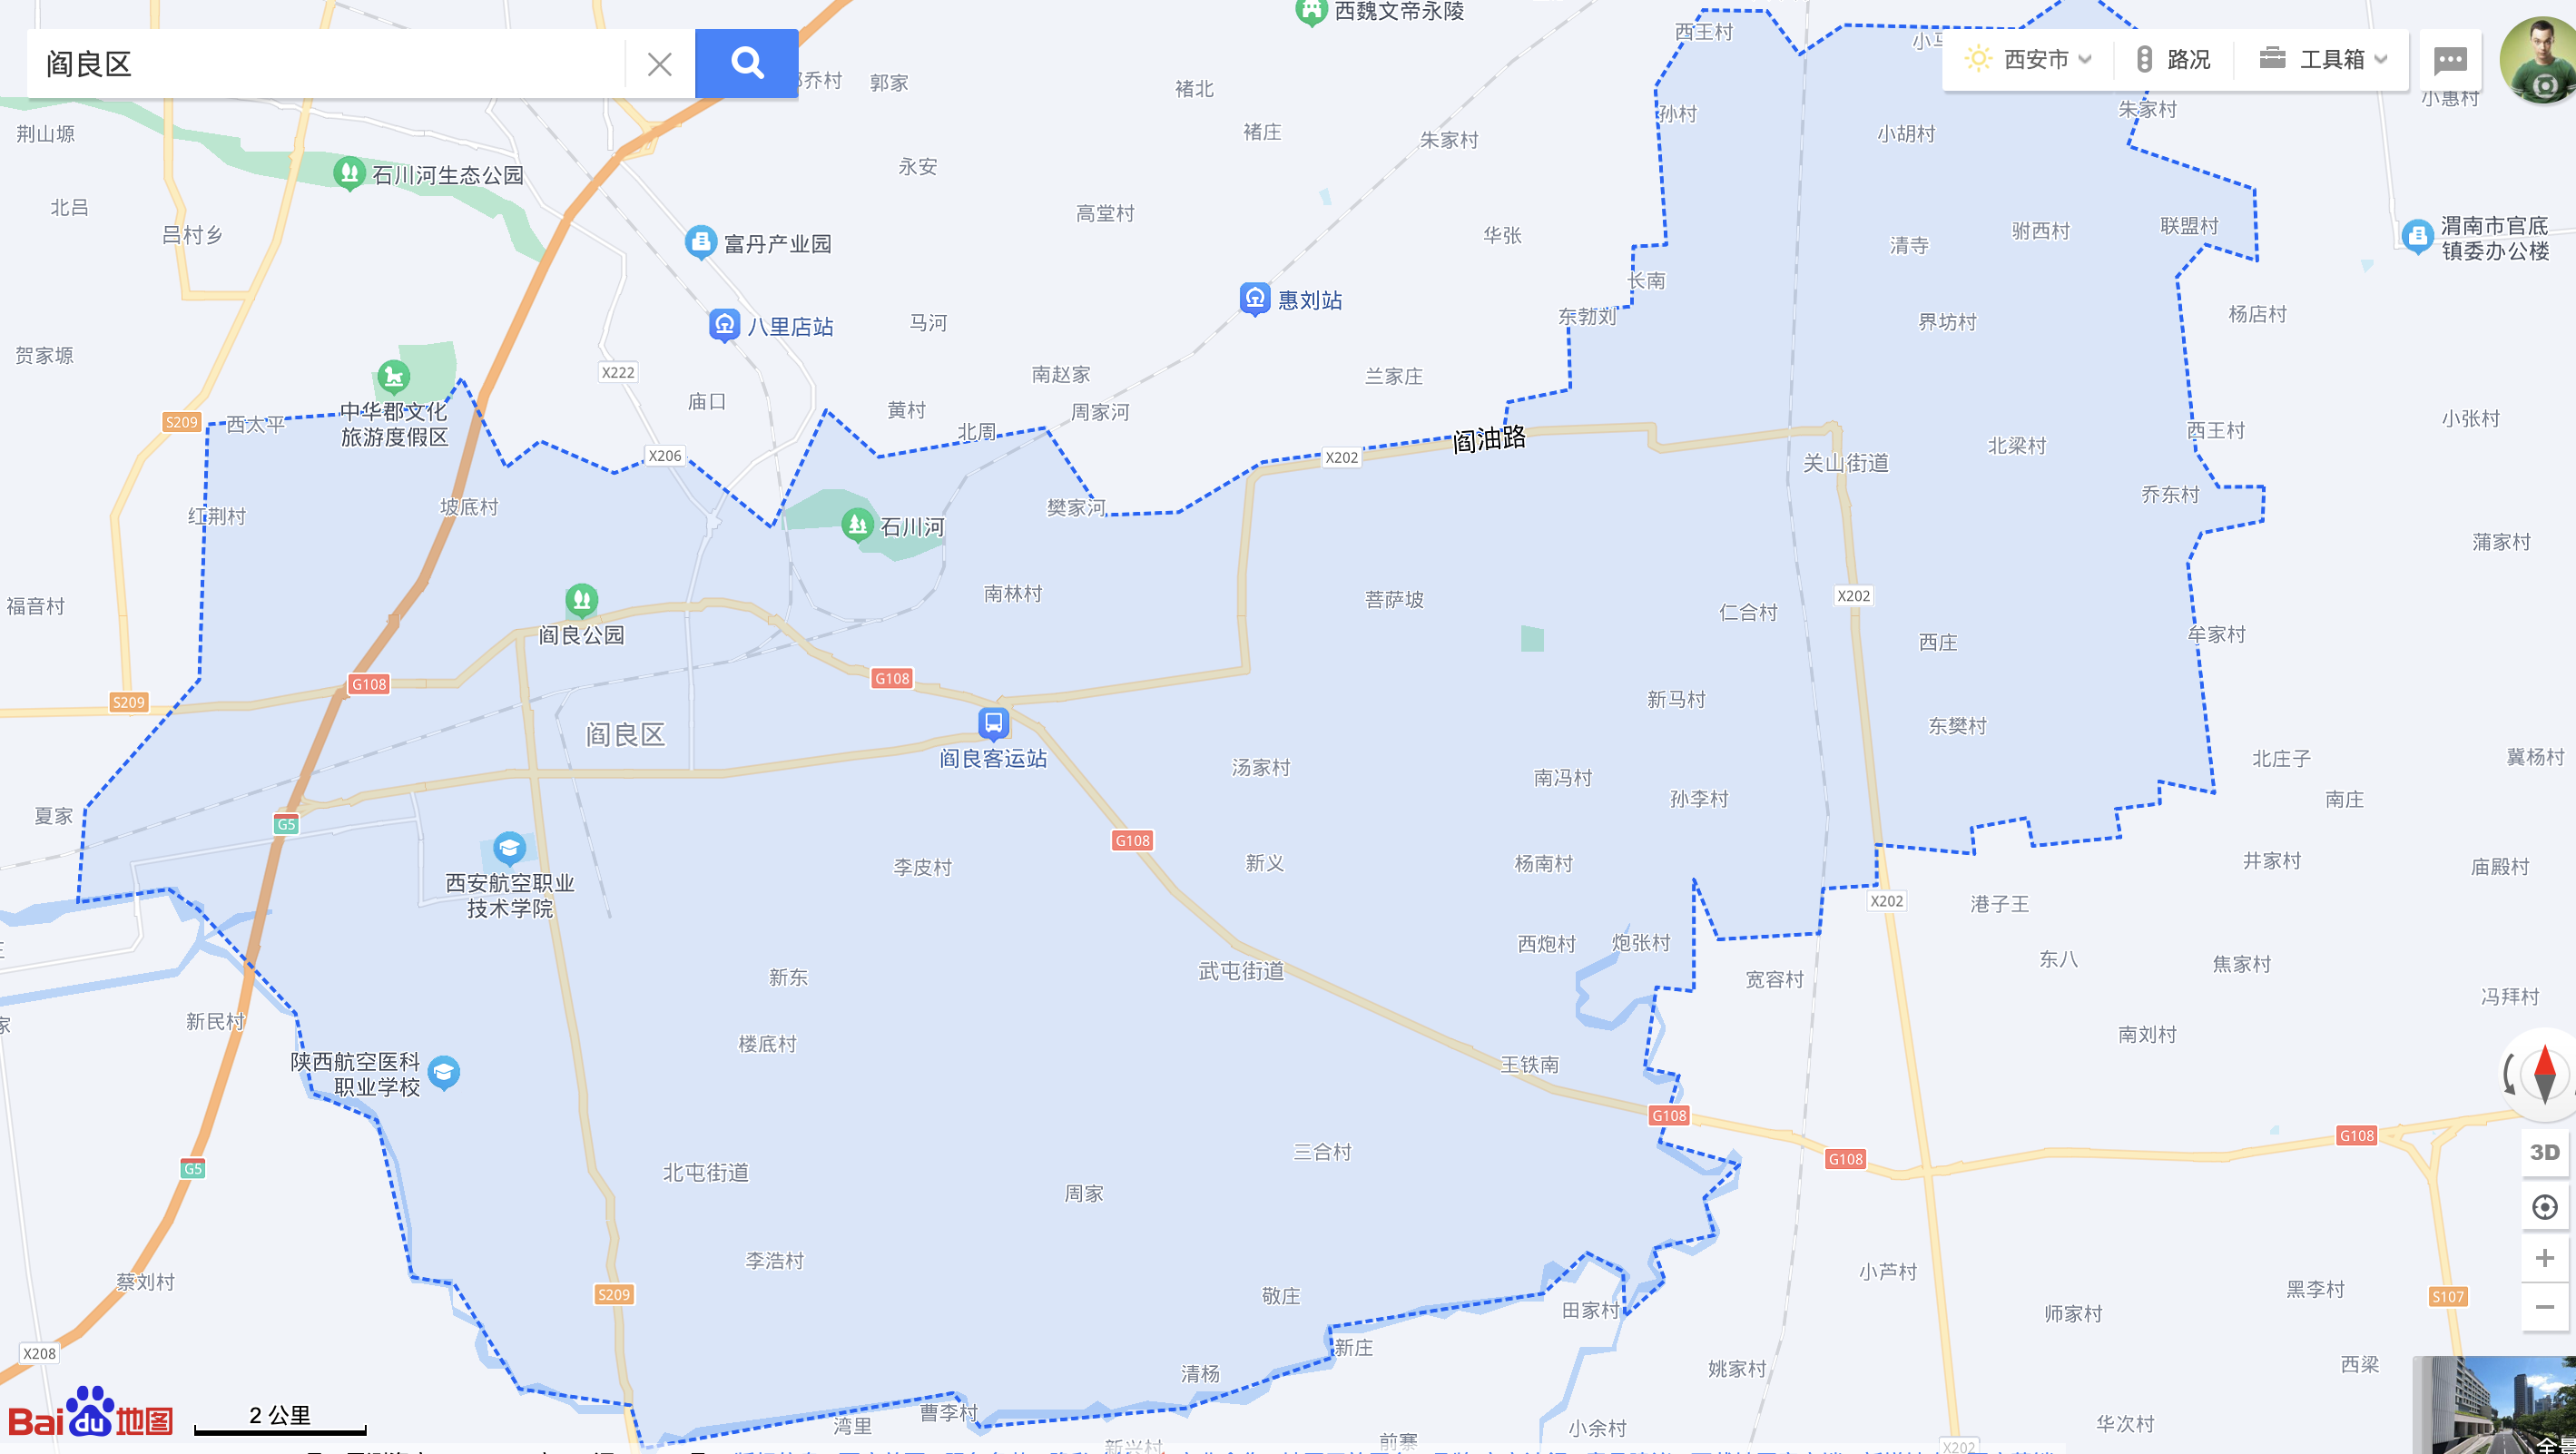 西魏文帝永陵
西王村
小马
阎良区
西安市
路况
工具箱
乔村
郭家
褚北
小惠村
荆山塬
褚庄
朱家村
孙村
小胡村
朱家村
石川河生态公园
永安
北吕
高堂村
吕村乡
富丹产业园
华张
清寺
驸西村
联盟村
渭南市官底
镇委办公楼
长南
惠刘站
八里店站
马河
东勃刘
界坊村
杨店村
贺家塬
X222
南赵家
兰家庄
中华郡文化
旅游度假区
庙口
黄村
周家河
S209
西太平
北周
阎油路
小张村
西王村
北梁村
X206
X202
关山街道
红荆村
坡底村
樊家河
石川河
乔东村
蒲家村
福音村
南林村
菩萨坡
仁合村
X202
阎良公园
西庄
牟家村
G108
G108
S209
新马村
阎良区
东樊村
阎良客运站
汤家村
南冯村
北庄子
冀杨村
夏家
G5
孙李村
南庄
G108
西安航空职业
技术学院
李皮村
新义
杨南村
井家村
庙殿村
X202
港子王
西炮村
炮张村
新东
武屯街道
宽容村
东八
焦家村
冯拜村
新民村
楼底村
南刘村
陕西航空医科
职业学校
王铁南
G108
G108
G108
三合村
3D
G5
北屯街道
周家
李浩村
小芦村
蔡刘村
S209
敬庄
田家村
黑李村
S107
师家村
X208
新庄
清杨
姚家村
西梁
Baidu地图
2 公里
曹李村
湾里
小余村
华次村
新兴村
前寨
X202
全景